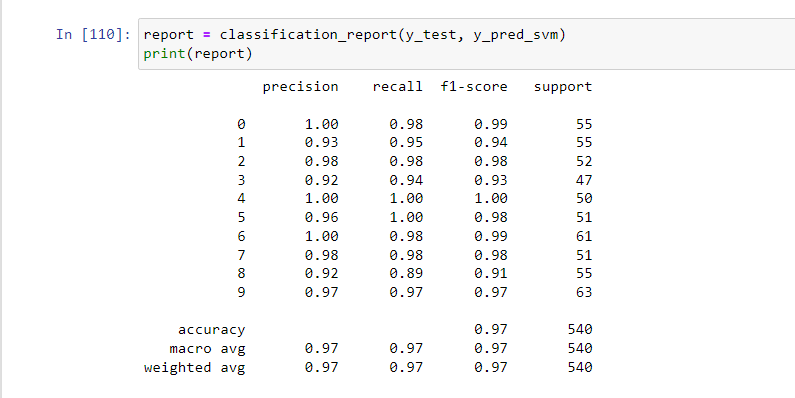 In [110]: report = classification_report(y_test, y_pred_svm)
print(report)
precision recall f1-score support
0 1.00 0.98 0.99 55
1 0.93 0.95 0.94 55
2 0.98 0.98 0.98 52
3 0.92 0.94 0.93 47
4 1.00 1.00 1.00 50
5 0.96 1.00 0.98 51
6 1.00 0.98 0.99 61
7 0.98 0.98 0.98 51
8 0.92 0.89 0.91 55
9 0.97 0.97 0.97 63
accuracy 0.97 540
macro avg 0.97 0.97 0.97 540
weighted avg 0.97 0.97 0.97 540